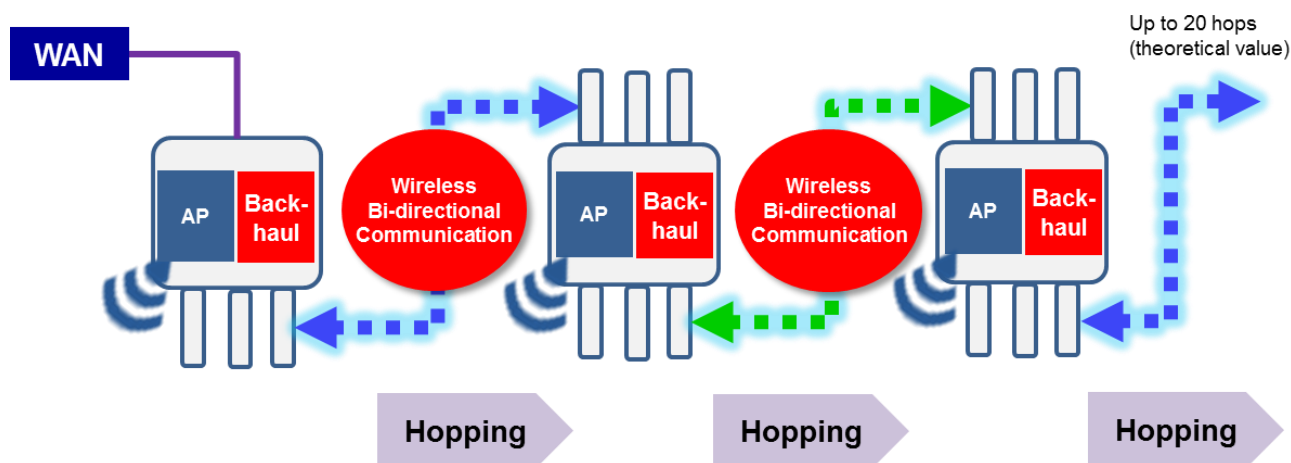 Up to 20 hops
(theoretical value)
WAN
AP
Back-
haul
Wireless
Bi-directional
Communication
AP
Back-
haul
Wireless
Bi-directional
Communication
AP
Back-
haul
Hopping
Hopping
Hopping